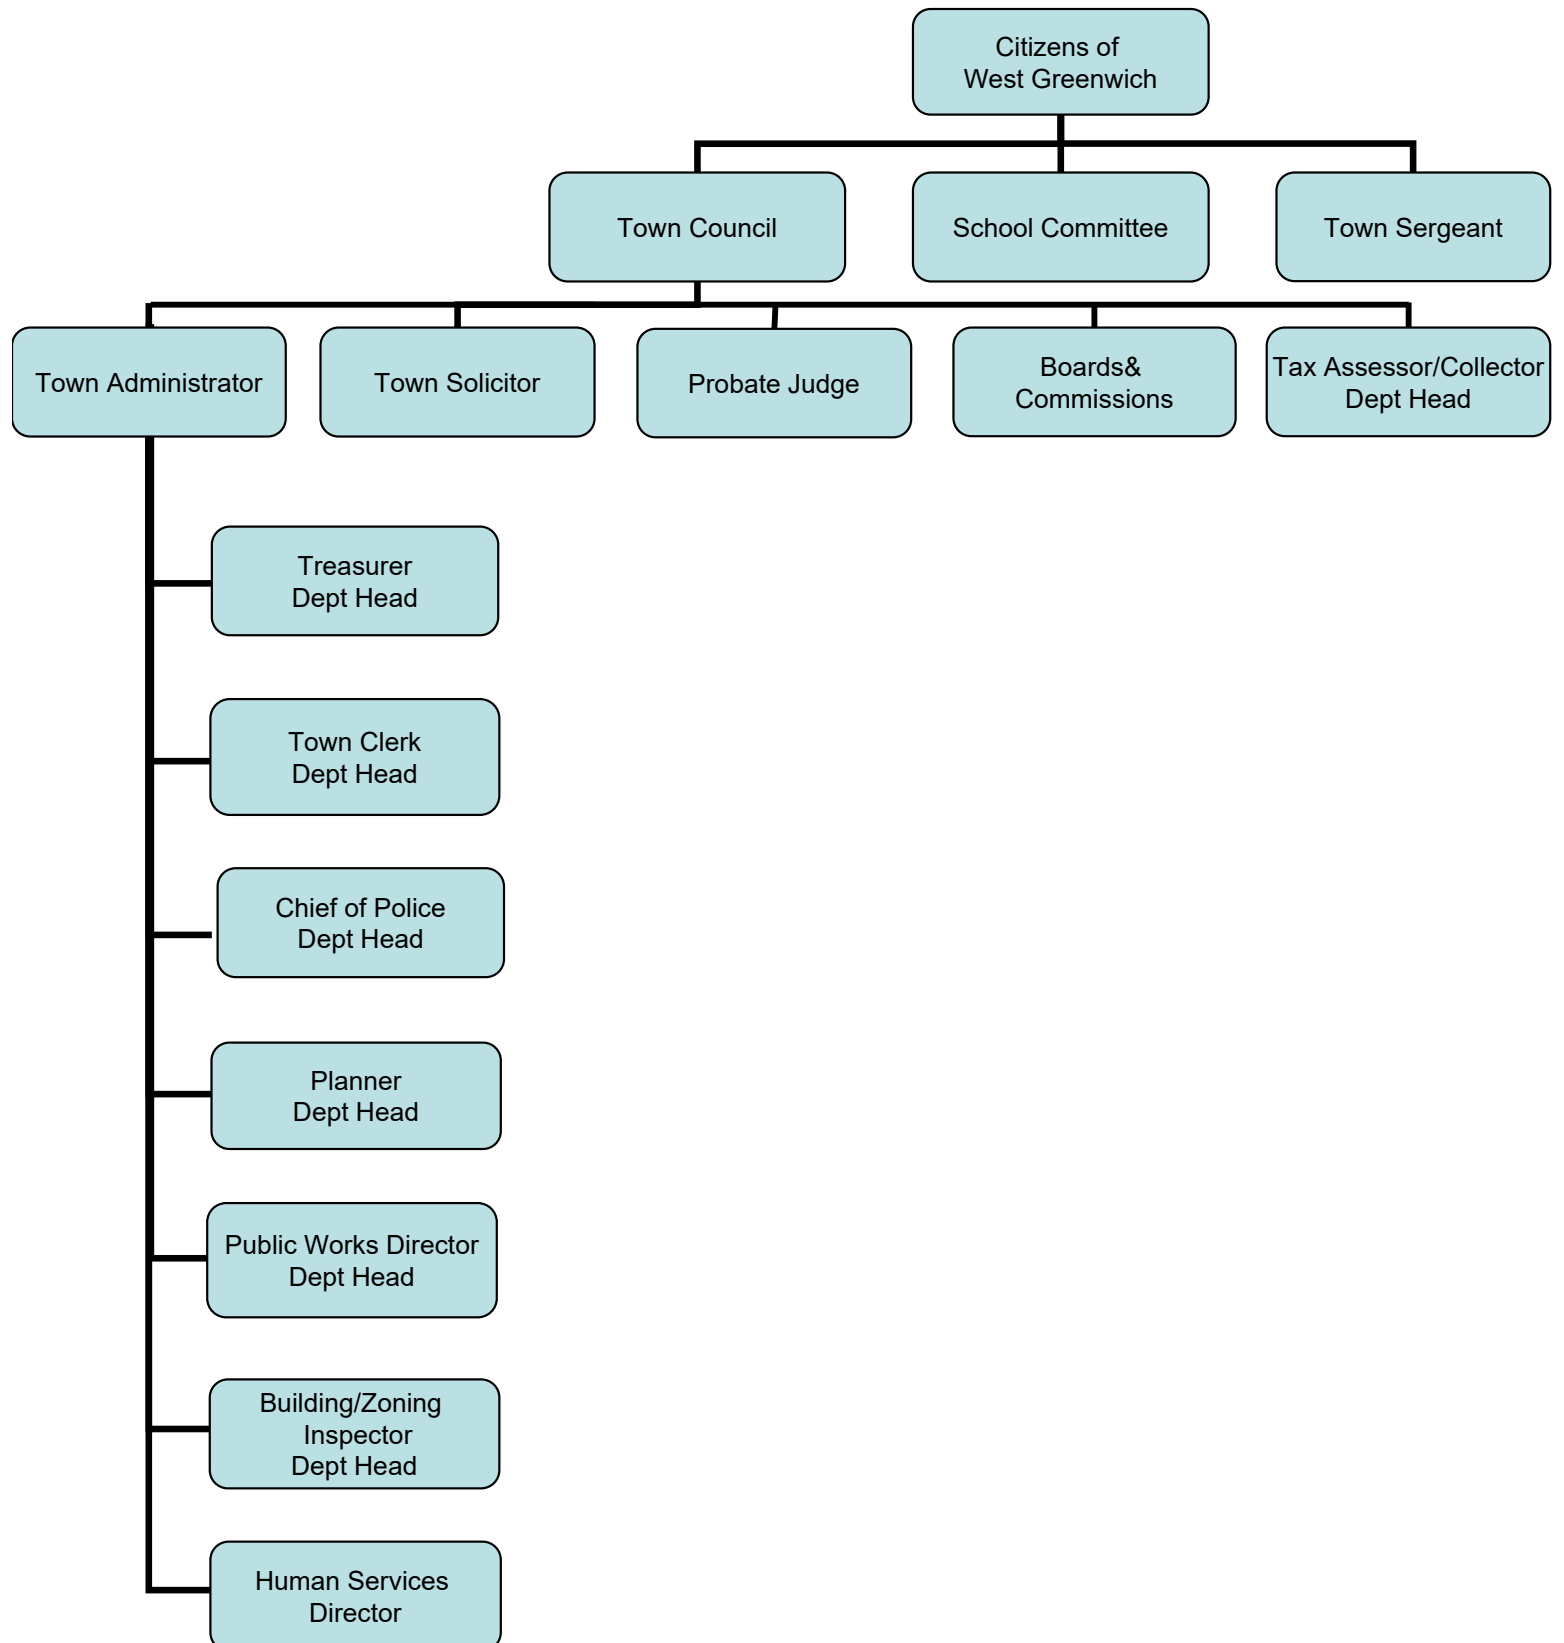 Citizens of
West Greenwich
Town Council
School Committee
Town Sergeant
Town Administrator
Town Solicitor
Probate Judge
Boards&
Commissions
Tax Assessor/Collector
Dept Head
Treasurer
Dept Head
Town Clerk
Dept Head
Chief of Police
Dept Head
Planner
Dept Head
Public Works Director
Dept Head
Building/Zoning
Inspector
Dept Head
Human Services
Director